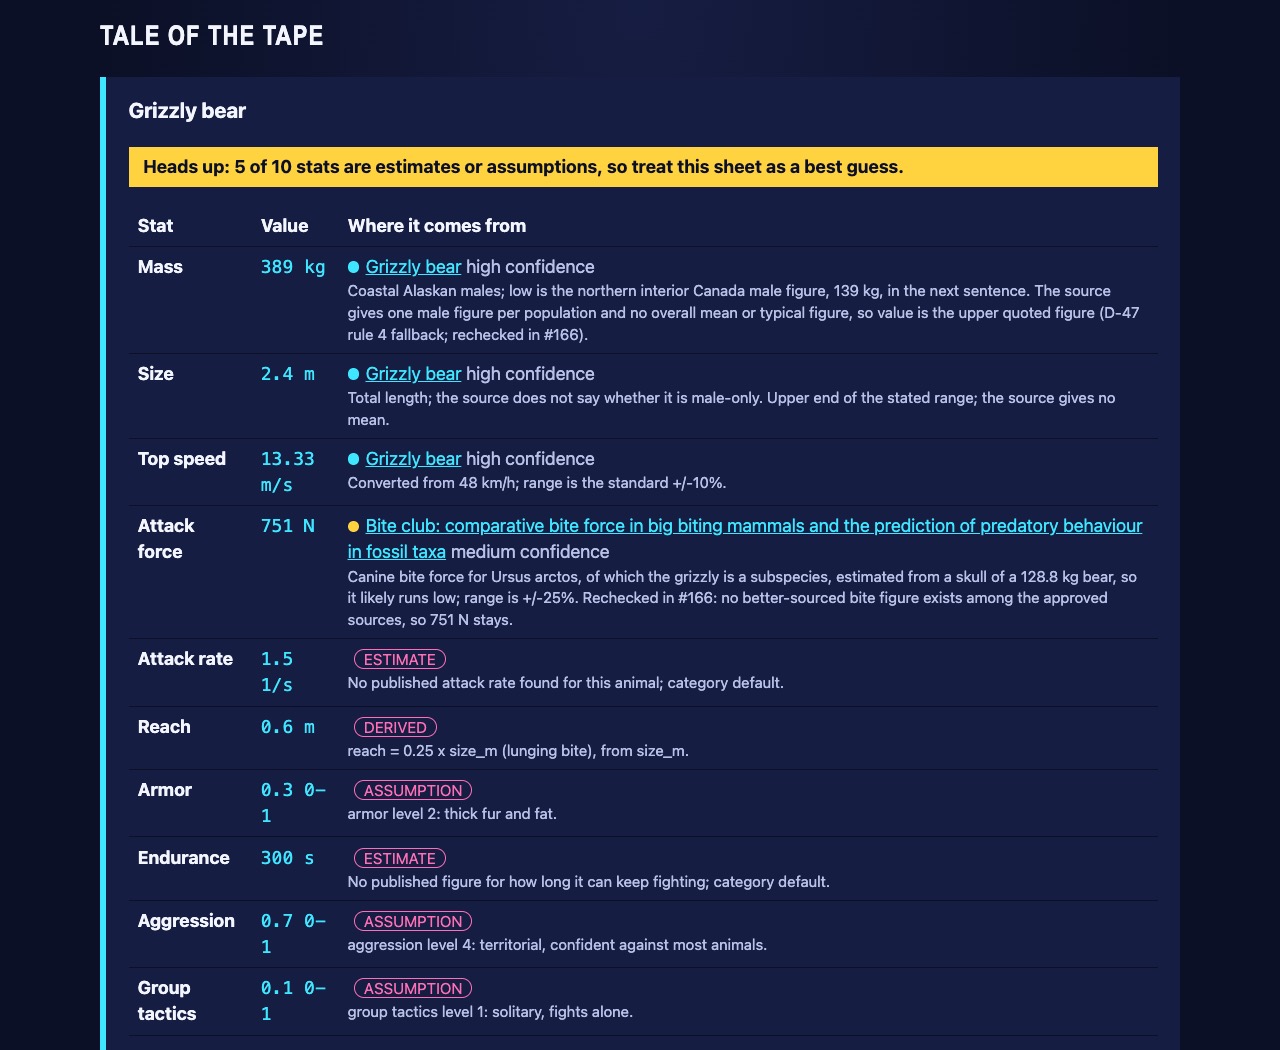 TALE OF THE TAPE
Grizzly bear
Heads up: 5 of 10 stats are estimates or assumptions, so treat this sheet as a best guess.
Stat Value Where it comes from
Mass 389 kg Grizzly bear high confidence
Coastal Alaskan males; low is the northern interior Canada male figure, 139 kg, in the next sentence. The source
gives one male figure per population and no overall mean or typical figure, so value is the upper quoted figure (D-47
rule 4 fallback; rechecked in #166).
Size 2.4 m Grizzly bear high confidence
Total length; the source does not say whether it is male-only. Upper end of the stated range; the source gives no
mean.
Top speed 13.33 m/s Grizzly bear high confidence
Converted from 48 km/h; range is the standard +/-10%.
Attack force 751 N Bite club: comparative bite force in big biting mammals and the prediction of predatory behaviour
in fossil taxa medium confidence
Canine bite force for Ursus arctos, of which the grizzly is a subspecies, estimated from a skull of a 128.8 kg bear, so
it likely runs low; range is +/-25%. Rechecked in #166: no better-sourced bite figure exists among the approved
sources, so 751 N stays.
Attack rate 1.5 1/s ESTIMATE
No published attack rate found for this animal; category default.
Reach 0.6 m DERIVED
reach = 0.25 x size_m (lunging bite), from size_m.
Armor 0.3 0–1 ASSUMPTION
armor level 2: thick fur and fat.
Endurance 300 s ESTIMATE
No published figure for how long it can keep fighting; category default.
Aggression 0.7 0–1 ASSUMPTION
aggression level 4: territorial, confident against most animals.
Group tactics 0.1 0–1 ASSUMPTION
group tactics level 1: solitary, fights alone.